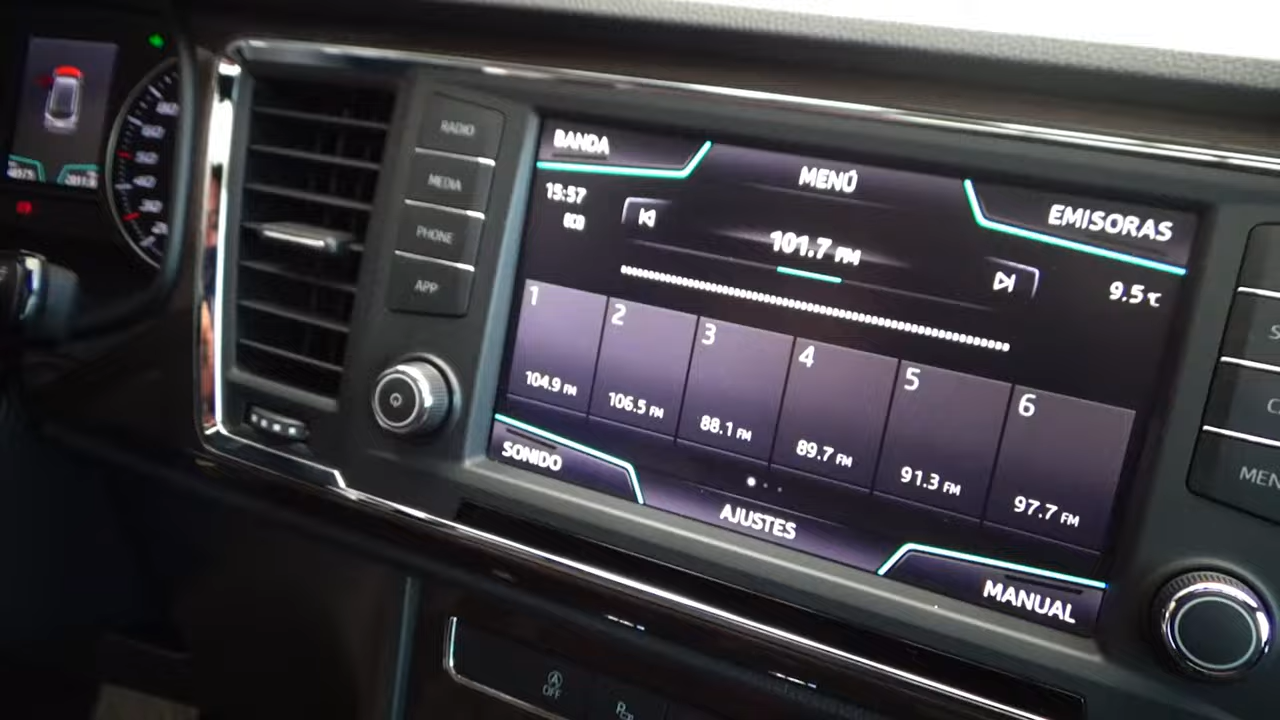 RADIO
MEDIA
PHONE
APP
BANDA
MENÚ
EMISORAS
15:57
101.7 FM
9.5 ℃
1
2
3
4
5
6
104.9 FM
106.5 FM
88.1 FM
89.7 FM
91.3 FM
97.7 FM
SONIDO
AJUSTES
MANUAL
A
OFF